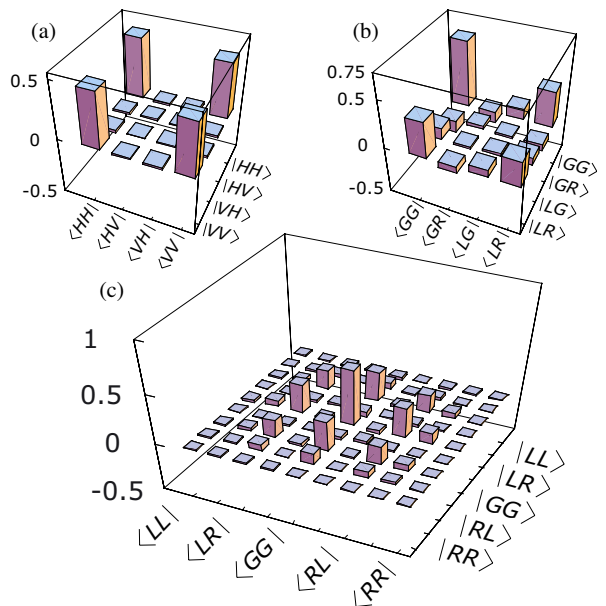 (a)
0.5
0
-0.5
⟨HH|
⟨HV|
⟨VH|
⟨VV|
|HH⟩
|HV⟩
|VH⟩
|VV⟩
(b)
0.75
0.5
0
-0.5
⟨GG|
⟨GR|
⟨LG|
⟨LR|
|GG⟩
|GR⟩
|LG⟩
|LR⟩
(c)
1
0.5
0
-0.5
⟨LL|
⟨LR|
⟨GG|
⟨RL|
⟨RR|
|LL⟩
|LR⟩
|GG⟩
|RL⟩
|RR⟩